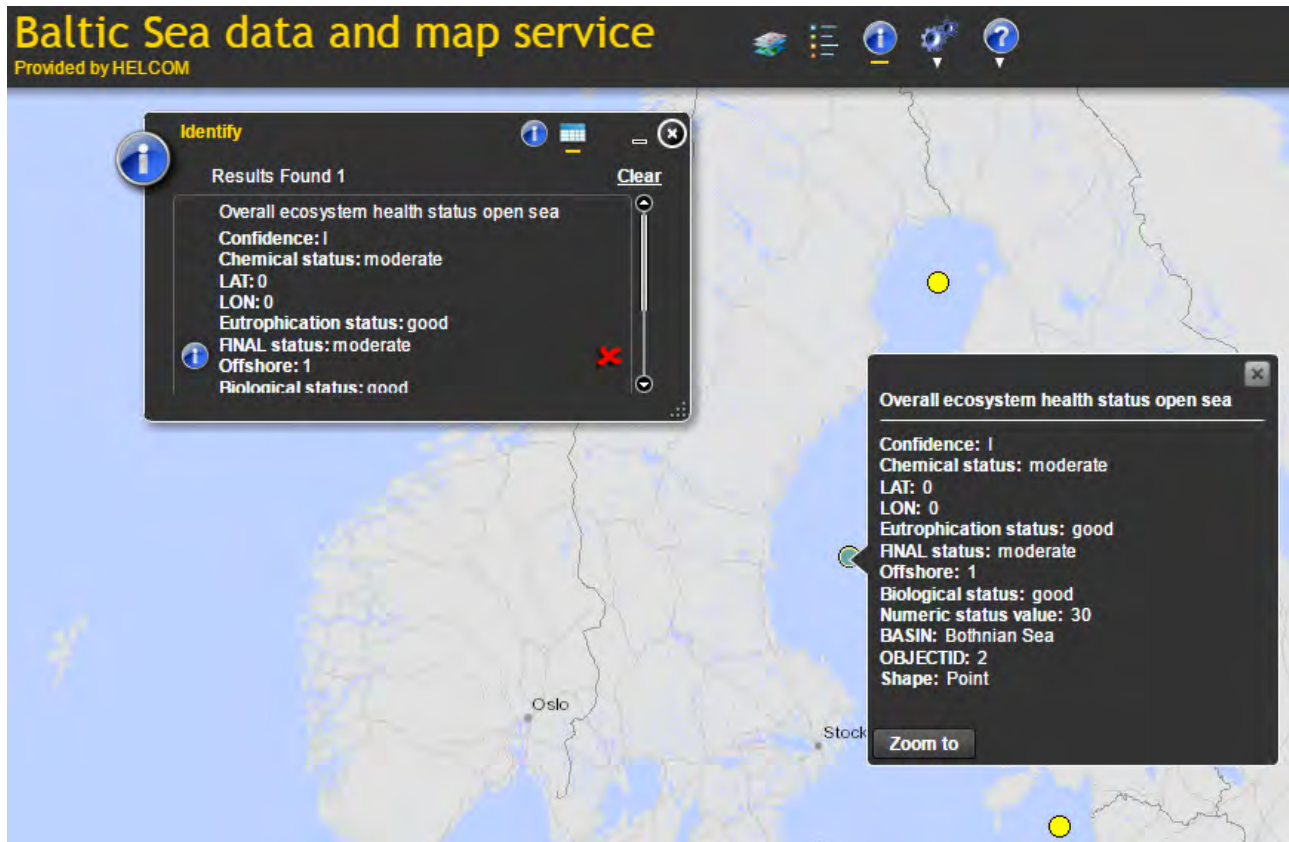 Baltic Sea data and map service
Provided by HELCOM
Identify
Results Found 1
Clear
Overall ecosystem health status open sea
Confidence: l
Chemical status: moderate
LAT: 0
LON: 0
Eutrophication status: good
FINAL status: moderate
Offshore: 1
Biological status: good
Overall ecosystem health status open sea
Confidence: l
Chemical status: moderate
LAT: 0
LON: 0
Eutrophication status: good
FINAL status: moderate
Offshore: 1
Biological status: good
Numeric status value: 30
BASIN: Bothnian Sea
OBJECTID: 2
Shape: Point
Zoom to
Oslo
Stock